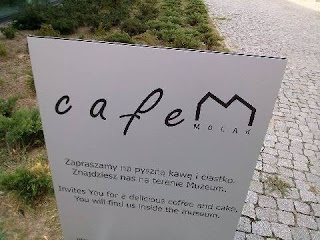 cafe M
MOLAK
Zapraszamy na pyszną kawę i ciastko.
Znajdziesz nas na terenie Muzeum.
Invites You for a delicious coffee and cake,
You will find us inside the museum.